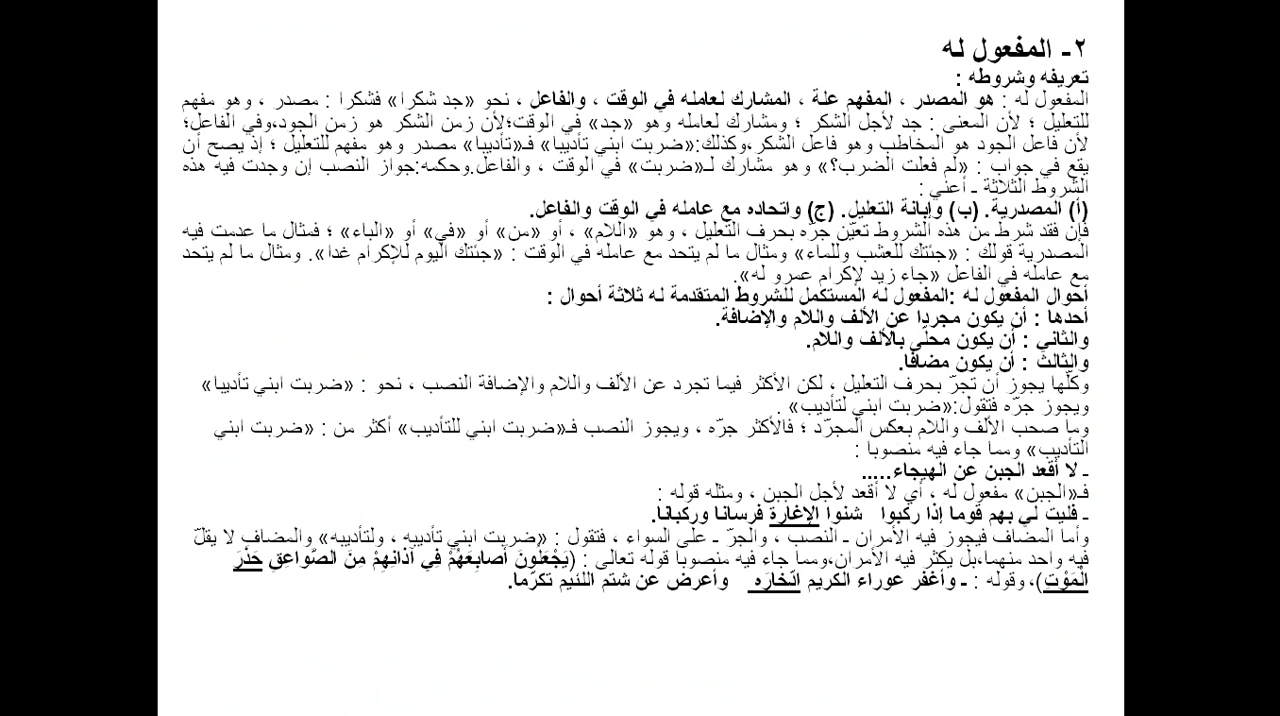 ٢ـ المفعول له
تعريفه وشروطه :
المفعول له : هو المصدر ، المفهم علة ، المشارك لعامله في الوقت ، والفاعل ، نحو «جد شكرا» فشكرا : مصدر ، وهو مفهم
للتعليل ؛ لأن المعنى : جد لأجل الشكر ؛ ومشارك لعامله وهو «جد» في الوقت؛لأن زمن الشكر هو زمن الجود،وفي الفاعل؛
لأن فاعل الجود هو المخاطب وهو فاعل الشكر،وكذلك:«ضربت ابني تأديبا» فـ«تأديبا» مصدر وهو مفهم للتعليل ؛ إذ يصح أن
يقع في جواب : «لم فعلت الضرب؟» وهو مشارك لـ«ضربت» في الوقت ، والفاعل.وحكمه:جواز النصب إن وجدت فيه هذه
الشروط الثلاثة ـ أعني :
(أ) المصدرية. (ب) وإبانة التعليل. (ج) واتحاده مع عامله في الوقت والفاعل.
فإن فقد شرط من هذه الشروط تعيّن جرّه بحرف التعليل ، وهو «اللام» ، أو «من» أو «في» أو «الباء» ؛ فمثال ما عدمت فيه
المصدرية قولك : «جئتك للعشب وللماء» ومثال ما لم يتحد مع عامله في الوقت : «جئتك اليوم للإكرام غدا». ومثال ما لم يتحد
مع عامله في الفاعل «جاء زيد لإكرام عمرو له».
أحوال المفعول له :المفعول له المستكمل للشروط المتقدمة له ثلاثة أحوال :
أحدها : أن يكون مجردا عن الألف واللام والإضافة.
والثاني : أن يكون محلّى بالألف واللام.
والثالث : أن يكون مضافا.
وكلّها يجوز أن تجرّ بحرف التعليل ، لكن الأكثر فيما تجرد عن الألف واللام والإضافة النصب ، نحو : «ضربت ابني تأديبا»
ويجوز جرّه فتقول:«ضربت ابني لتأديب» .
وما صحب الألف واللام بعكس المجرّد ؛ فالأكثر جرّه ، ويجوز النصب فـ«ضربت ابني للتأديب» أكثر من : «ضربت ابني
التأديب» ومما جاء فيه منصوبا :
ـ لا أقعد الجبن عن الهيجاء.....
فـ«الجبن» مفعول له ، أي لا أقعد لأجل الجبن ، ومثله قوله :
ـ فليت لي بهم قوما إذا ركبوا شنوا الإغارة فرسانا وركبانا.
وأما المضاف فيجوز فيه الأمران ـ النصب ، والجرّ ـ على السواء ، فتقول : «ضربت ابني تأديبه ، ولتأديبه» والمضاف لا يقلّ
فيه واحد منهما،بل يكثر فيه الأمران،ومما جاء فيه منصوبا قوله تعالى : (يَجْعَلُونَ أَصابِعَهُمْ فِي آذانِهِمْ مِنَ الصَّواعِقِ حَذَرَ
الْمَوْتِ)، وقوله : ـ وأغفر عوراء الكريم ادّخاره وأعرض عن شتم اللئيم تكرّما.